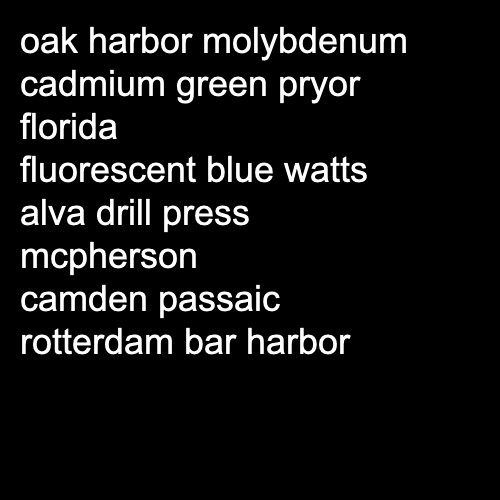 oak harbor molybdenum
cadmium green pryor
florida
fluorescent blue watts
alva drill press
mcpherson
camden passaic
rotterdam bar harbor